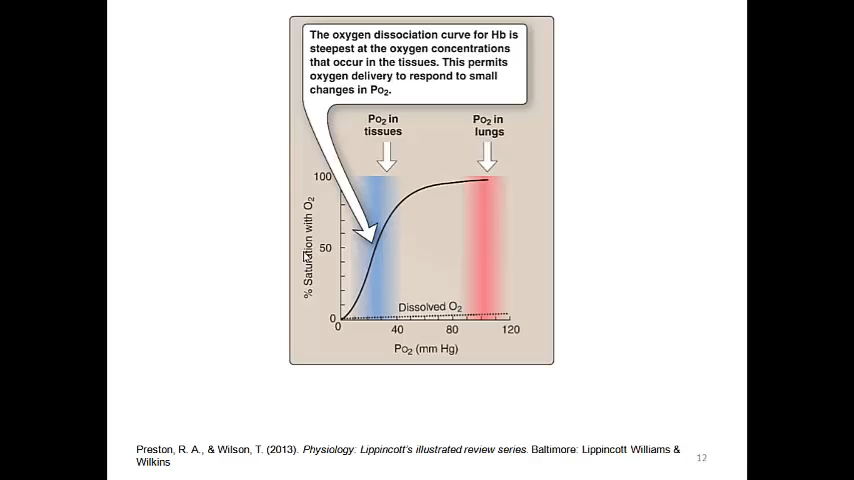 The oxygen dissociation curve for Hb is
steepest at the oxygen concentrations
that occur in the tissues. This permits
oxygen delivery to respond to small
changes in PO2.
PO2 in
tissues
PO2 in
lungs
100
% Saturation with O2
50
Dissolved O2
0
0
40
80
120
PO2 (mm Hg)
Preston, R. A., & Wilson, T. (2013). Physiology: Lippincott's illustrated review series. Baltimore: Lippincott Williams &
Wilkins
12